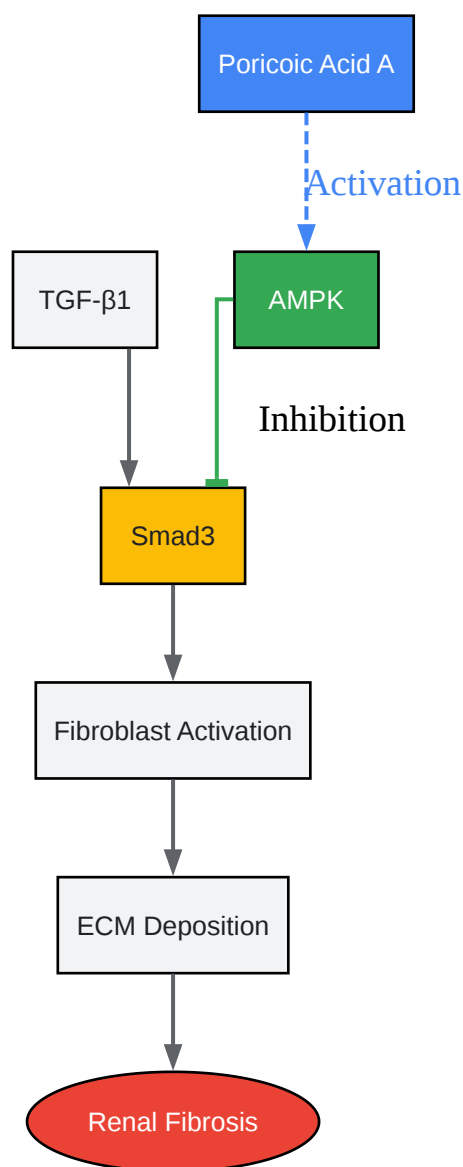 Poricoic Acid A
Activation
TGF-β1
AMPK
Inhibition
Smad3
Fibroblast Activation
ECM Deposition
Renal Fibrosis